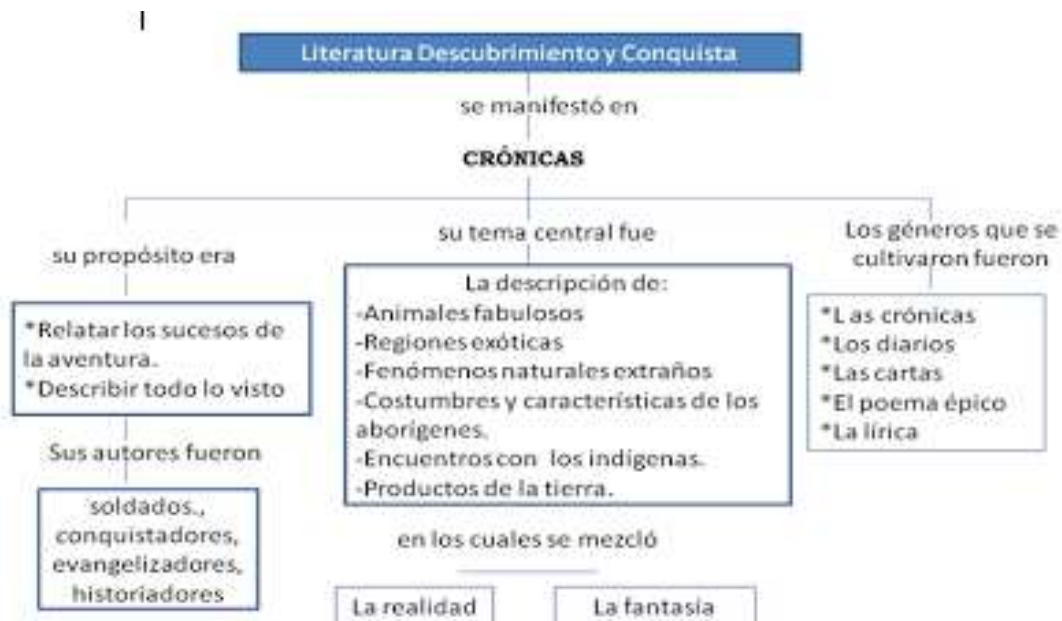 Literatura Descubrimiento y Conquista
se manifestó en
CRÓNICAS
su propósito era
*Relatar los sucesos de
la aventura.
*Describir todo lo visto
Sus autores fueron
soldados.,
conquistadores,
evangelizadores,
historiadores
su tema central fue
La descripción de:
-Animales fabulosos
-Regiones exóticas
-Fenómenos naturales extraños
-Costumbres y características de los
aborígenes.
-Encuentros con los indígenas.
-Productos de la tierra.
en los cuales se mezcló
La realidad
La fantasía
Los géneros que se
cultivaron fueron
*L as crónicas
*Los diarios
*Las cartas
*El poema épico
*La lírica